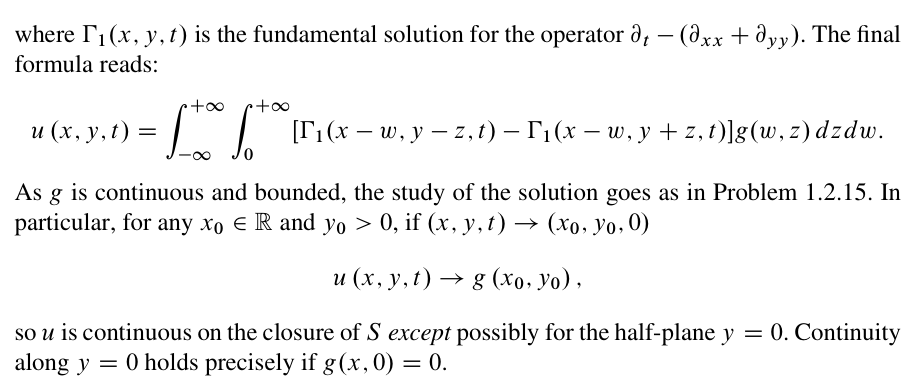 where Γ₁(x, y, t) is the fundamental solution for the operator ∂ₜ − (∂ₓₓ + ∂ᵧᵧ). The final
formula reads:
u (x, y, t) = ∫_{−∞}^{+∞} ∫_{0}^{+∞} [Γ₁(x − w, y − z, t) − Γ₁(x − w, y + z, t)]g(w, z) dzdw.
As g is continuous and bounded, the study of the solution goes as in Problem 1.2.15. In
particular, for any x₀ ∈ ℝ and y₀ > 0, if (x, y, t) → (x₀, y₀, 0)
u (x, y, t) → g (x₀, y₀) ,
so u is continuous on the closure of S except possibly for the half-plane y = 0. Continuity
along y = 0 holds precisely if g(x, 0) = 0.